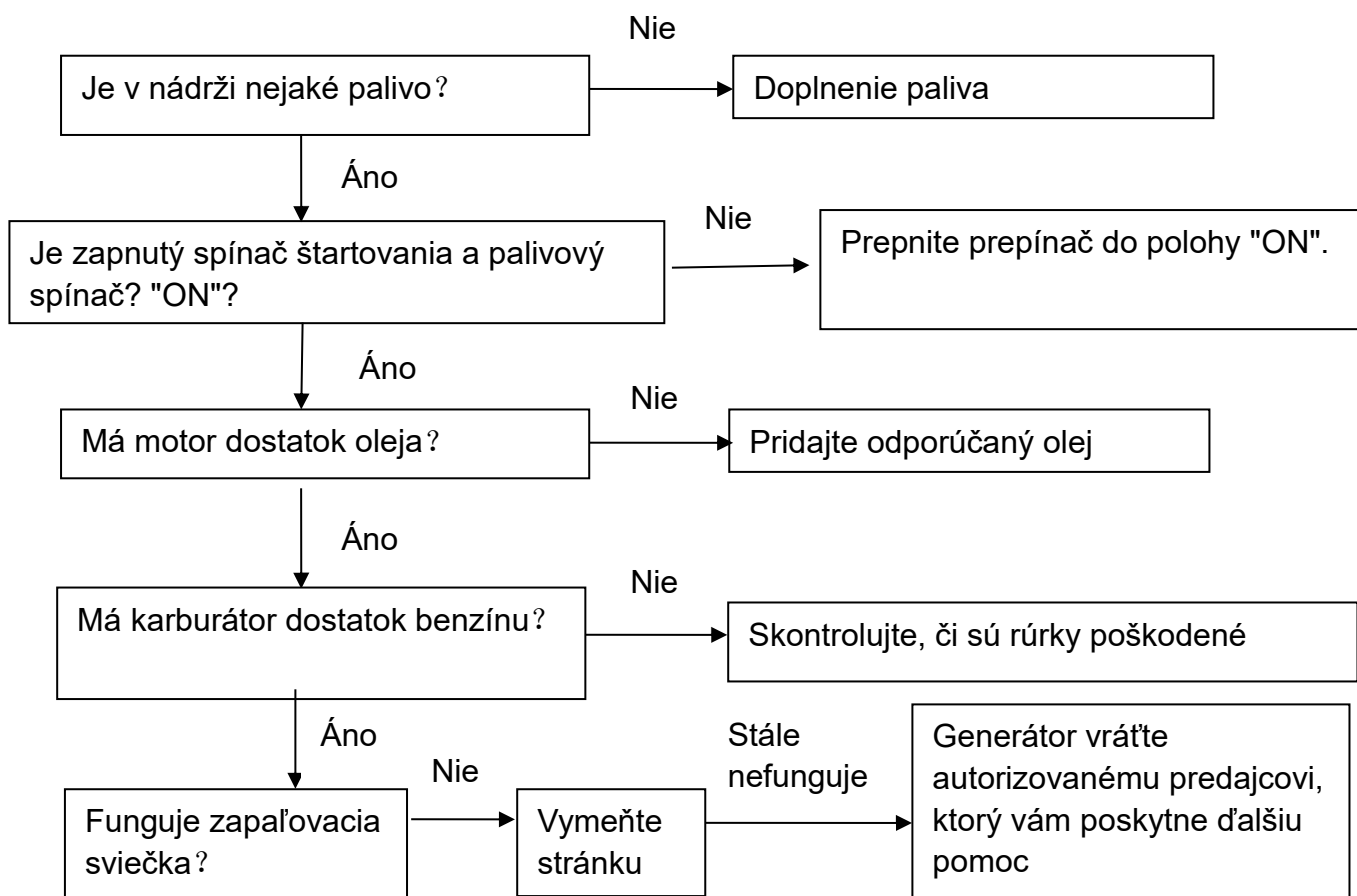 Nie
Je v nádrži nejaké palivo?
Doplnenie paliva
Áno
Nie
Je zapnutý spínač štartovania a palivový
spínač? "ON"?
Prepnite prepínač do polohy "ON".
Áno
Nie
Má motor dostatok oleja?
Pridajte odporúčaný olej
Áno
Nie
Má karburátor dostatok benzínu?
Skontrolujte, či sú rúrky poškodené
Áno
Nie
Stále
nefunguje
Funguje zapaľovacia
sviečka?
Vymeňte
stránku
Generátor vráťte
autorizovanému predajcovi,
ktorý vám poskytne ďalšiu
pomoc